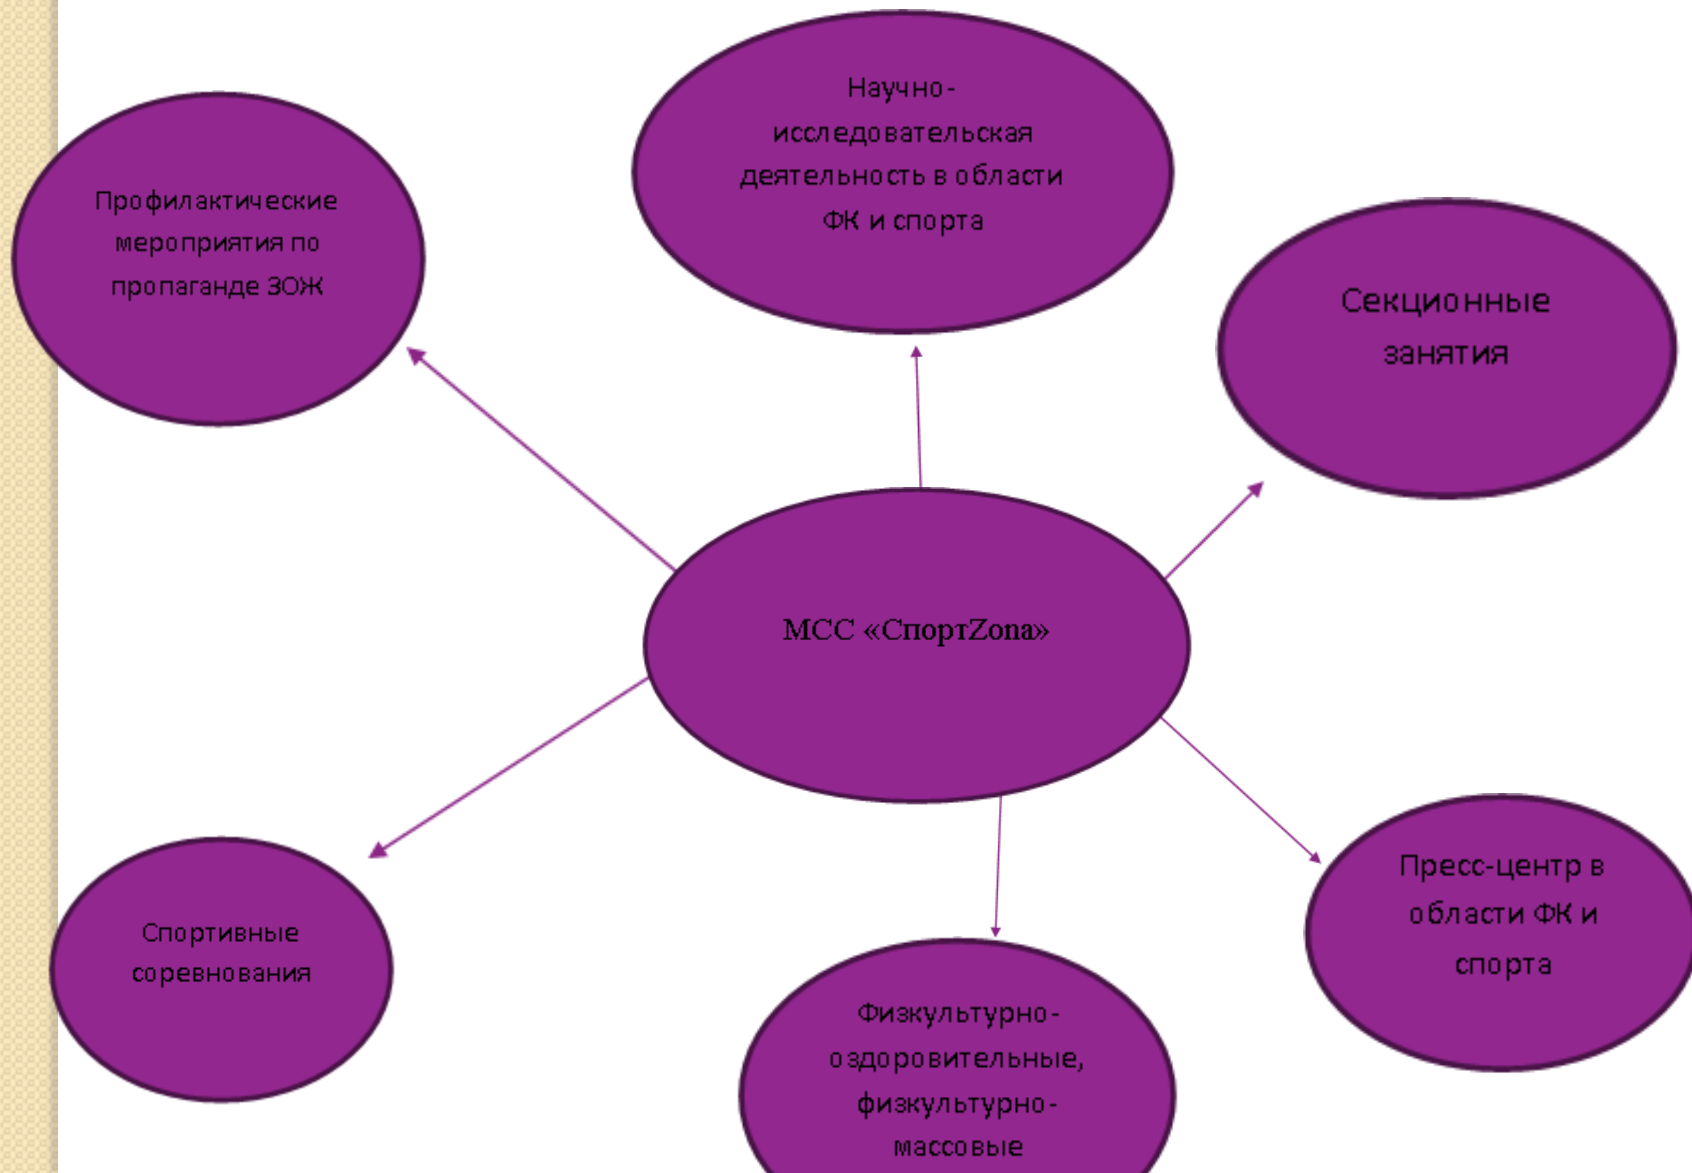 Научно-
исследовательская
деятельность в области
ФК и спорта
Профилактические
мероприятия по
пропаганде ЗОЖ
Секционные
занятия
МСС «СпортZona»
Пресс-центр в
области ФК и
спорта
Спортивные
соревнования
Физкультурно-
оздоровительные,
физкультурно-
массовые